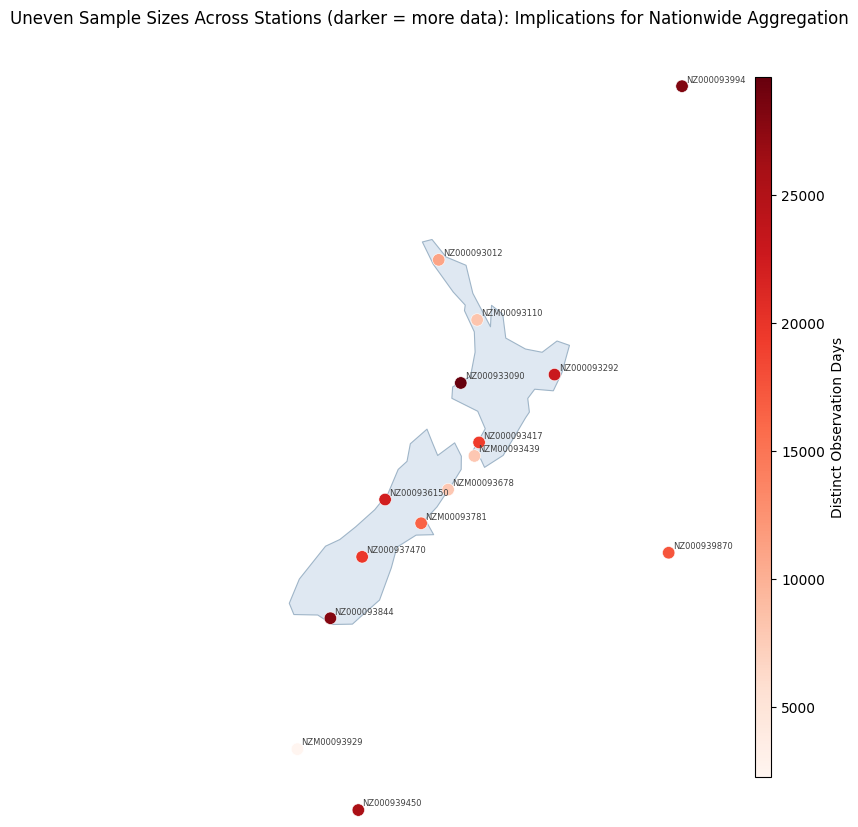 Uneven Sample Sizes Across Stations (darker = more data): Implications for Nationwide Aggregation
NZ000093994
NZ000093012
NZM00093110
NZ000093292
NZ000933090
NZ000093417
NZM00093439
NZM00093678
NZ000936150
NZM00093781
NZ000937470
NZ000939870
NZ000093844
NZM00093929
NZ000939450
25000
20000
15000
10000
5000
Distinct Observation Days